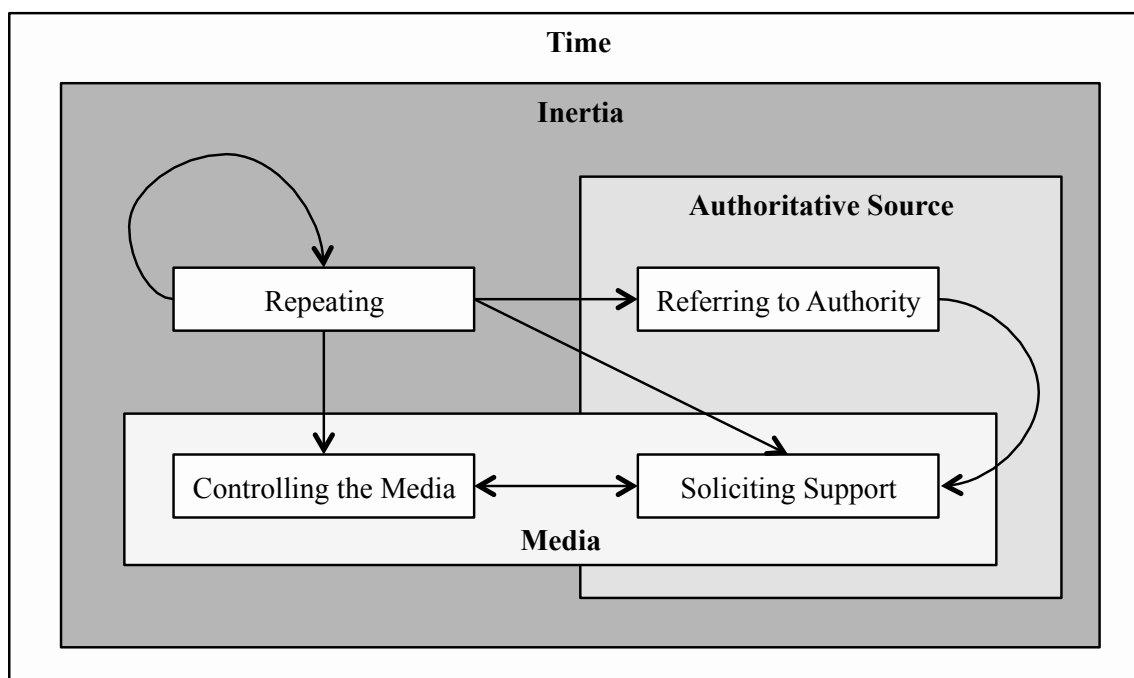 Time
Inertia
Authoritative Source
Repeating
Referring to Authority
Controlling the Media
Soliciting Support
Media